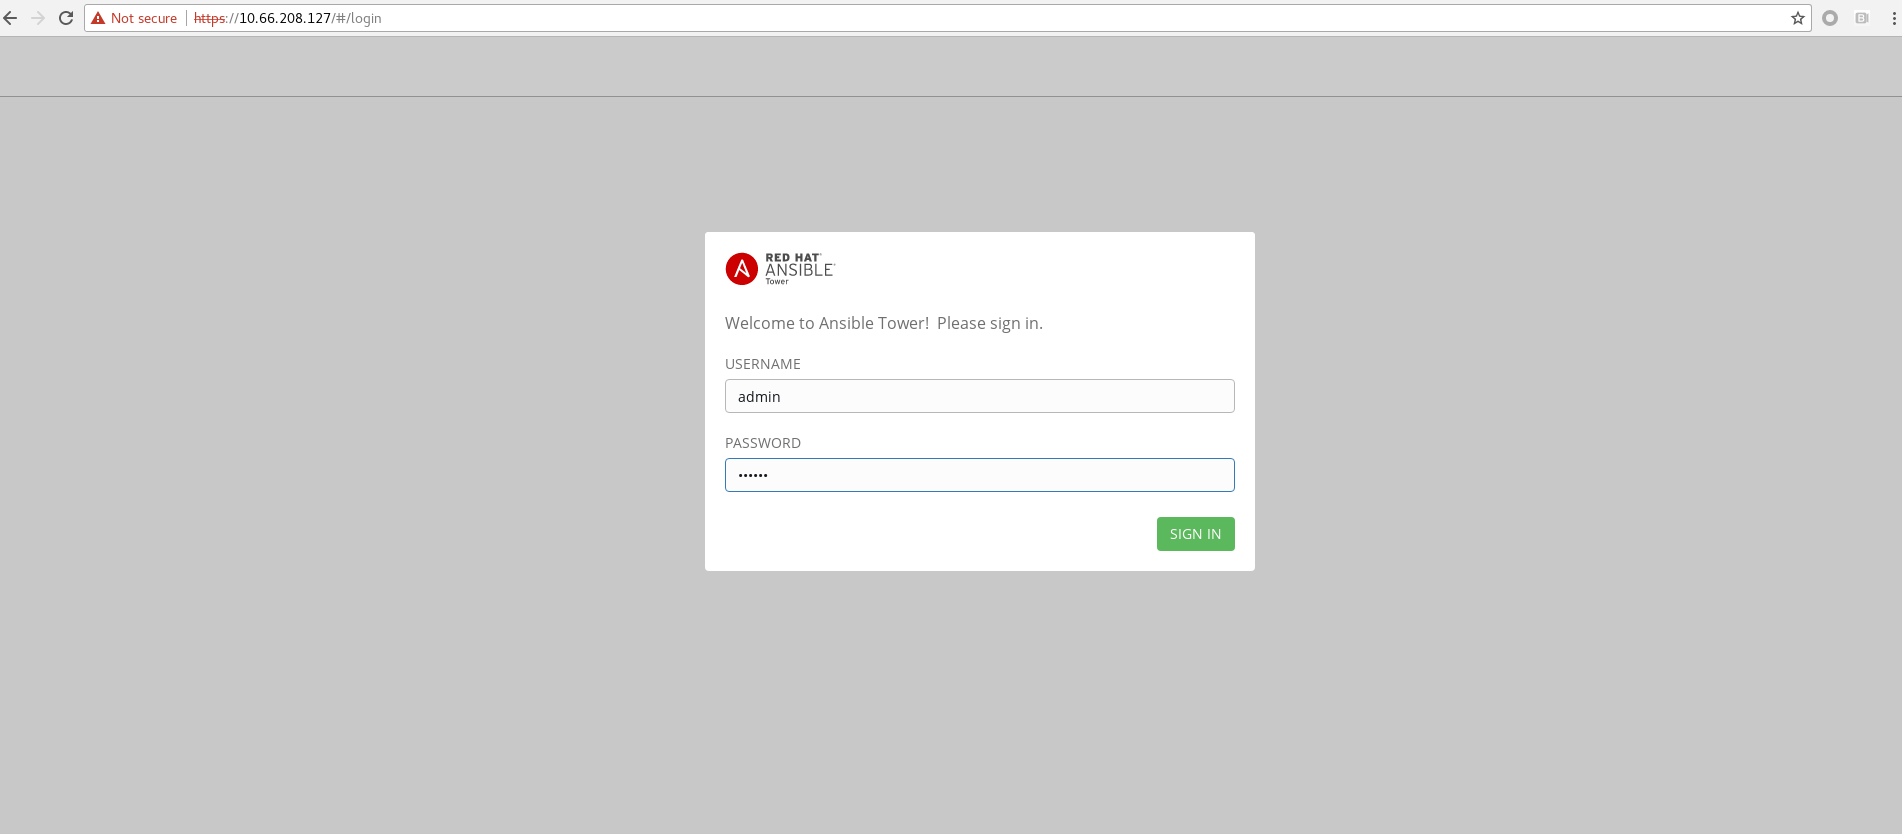 Not secure https://10.66.208.127/#/login
RED HAT
ANSIBLE
Tower
Welcome to Ansible Tower!  Please sign in.
USERNAME
admin
PASSWORD
••••••
SIGN IN